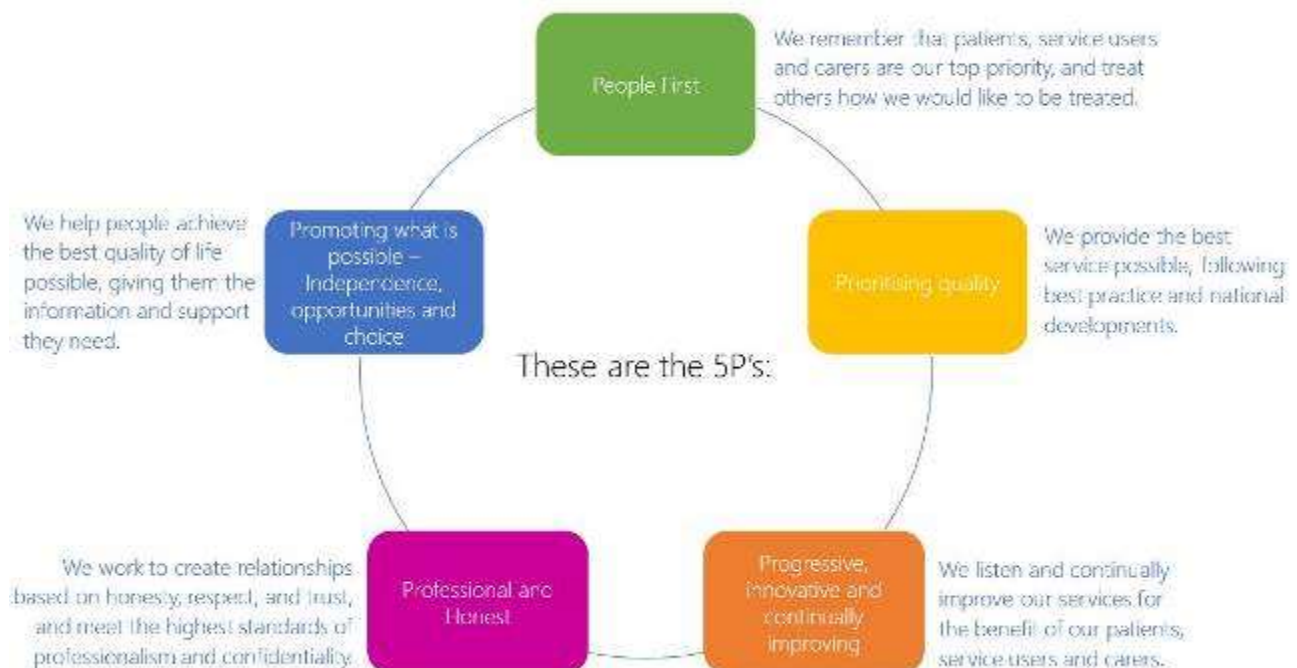 People First
We remember that patients, service users
and carers are our top priority, and treat
others how we would like to be treated.
We help people achieve
the best quality of life
possible, giving them the
information and support
they need.
Promoting what is
possible –
Independence,
opportunities and
choice
Prioritising quality
We provide the best
service possible, following
best practice and national
developments.
These are the 5P's:
We work to create relationships
based on honesty, respect, and trust,
and meet the highest standards of
professionalism and confidentiality.
Professional and
Honest
Progressive,
innovative and
continually
improving
We listen and continually
improve our services for
the benefit of our patients,
service users and carers.